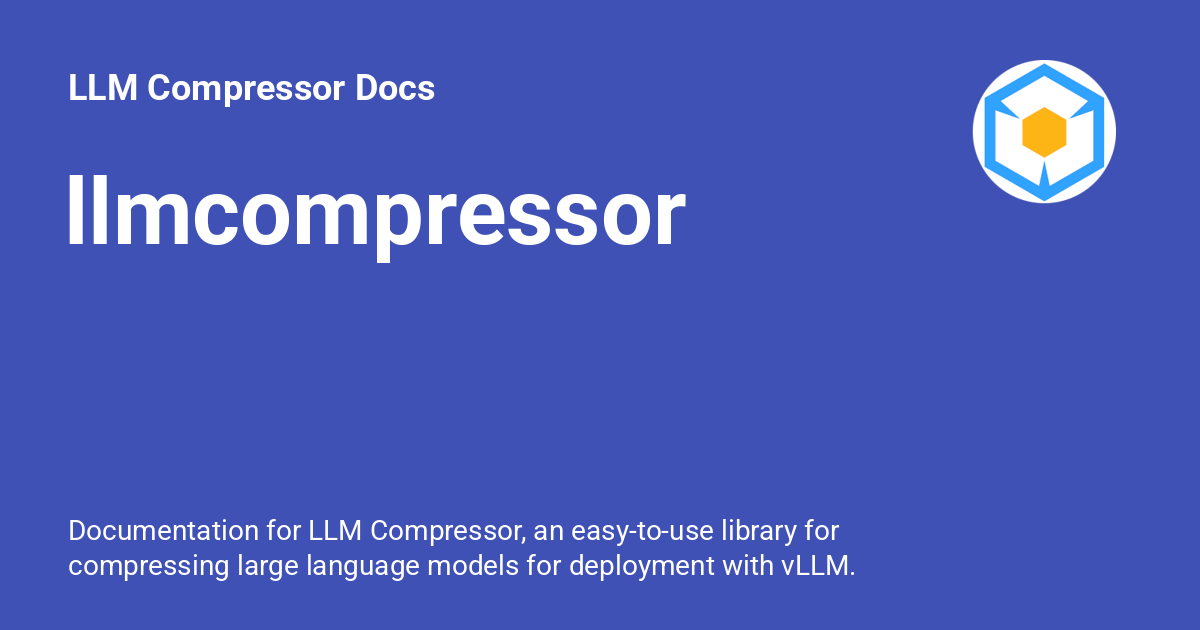 LLM Compressor Docs
llmcompressor
Documentation for LLM Compressor, an easy-to-use library for
compressing large language models for deployment with vLLM.